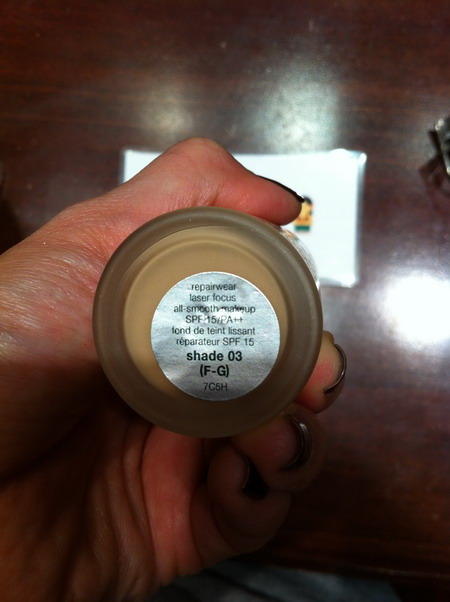 repairwear
laser focus
all-smooth makeup
SPF 15/PA++
fond de teint lissant
réparateur SPF 15
shade 03
(F-G)
7C5H